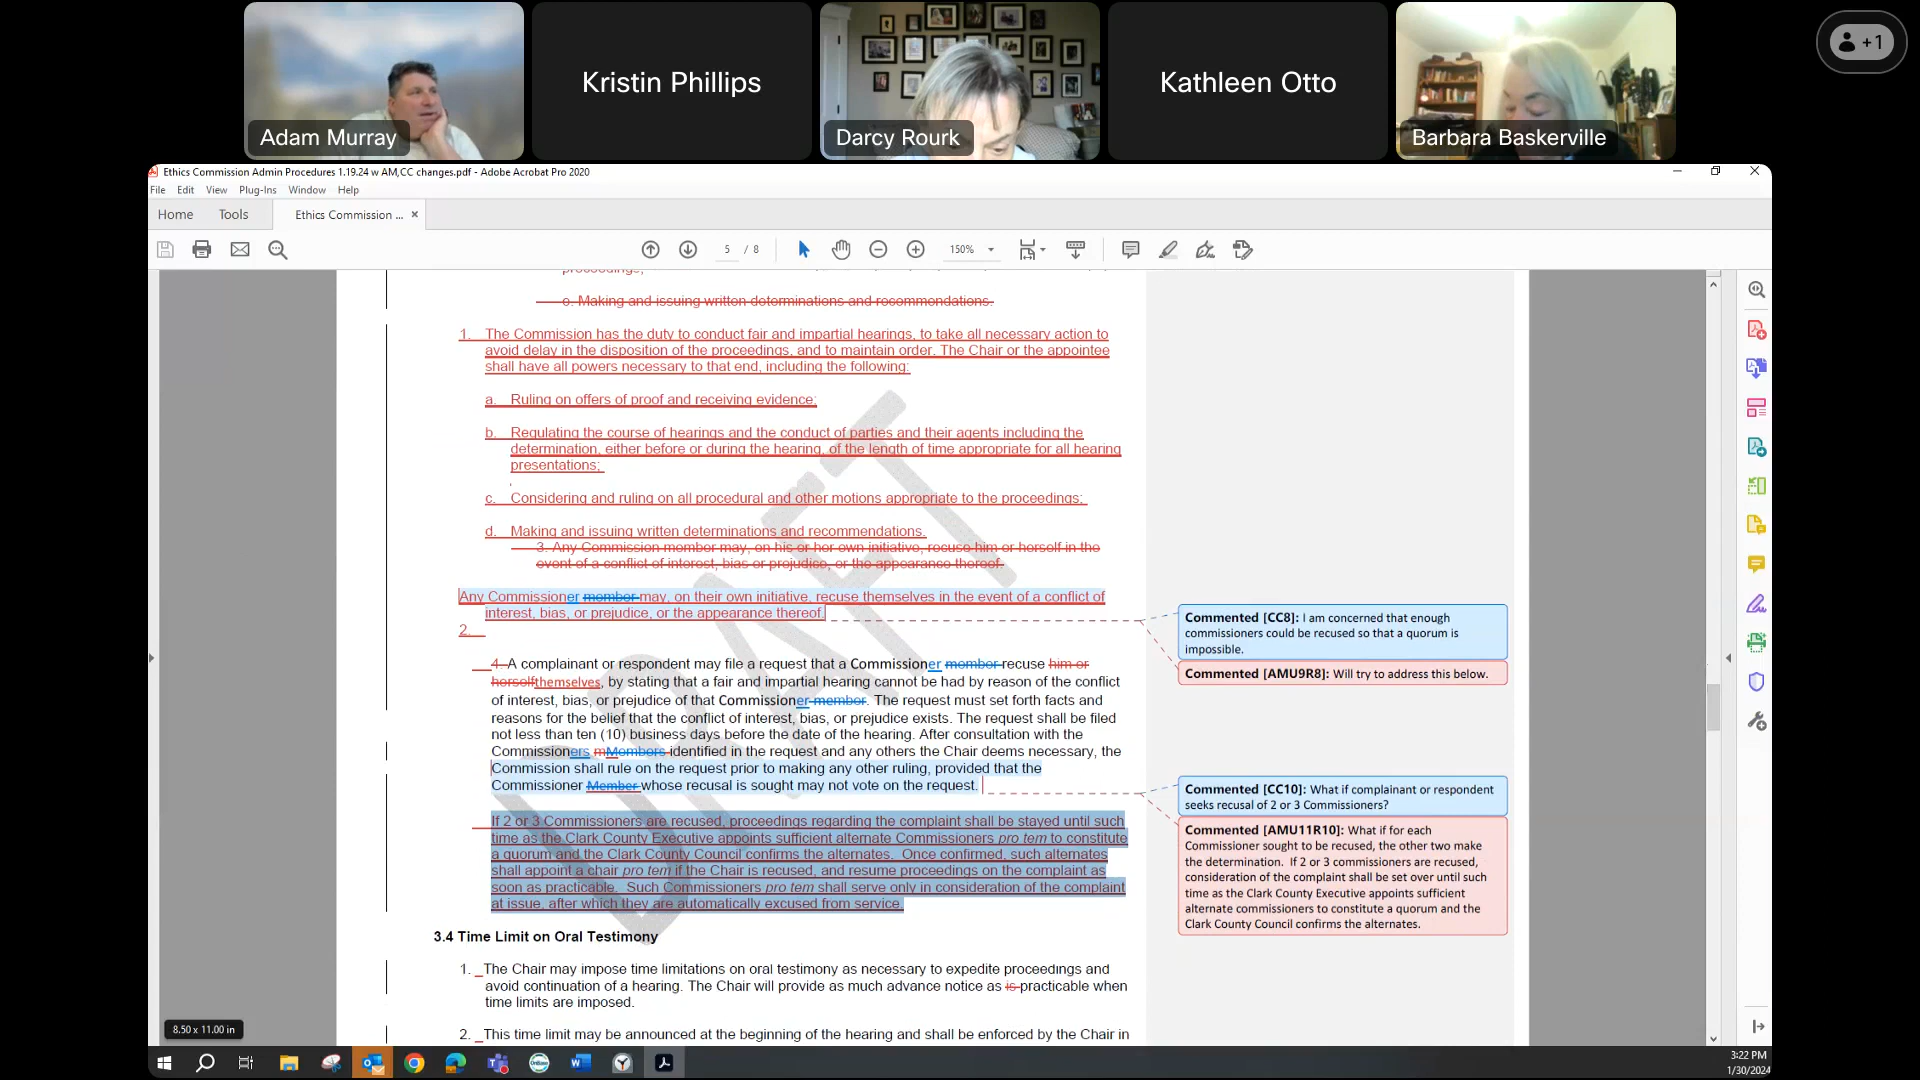 +1
Adam Murray
Kristin Phillips
Darcy Rourk
Kathleen Otto
Barbara Baskerville
Ethics Commission Admin Procedures 1.19.24 w AM,CC changes.pdf - Adobe Acrobat Pro 2020
File Edit View Plug-Ins Window Help
Home Tools Ethics Commission ... ×
5 / 8 150%
proceedings;
e. Making and issuing written determinations and recommendations.
1. The Commission has the duty to conduct fair and impartial hearings, to take all necessary action to
avoid delay in the disposition of the proceedings, and to maintain order. The Chair or the appointee
shall have all powers necessary to that end, including the following:
a. Ruling on offers of proof and receiving evidence;
b. Regulating the course of hearings and the conduct of parties and their agents including the
determination, either before or during the hearing, of the length of time appropriate for all hearing
presentations;
c. Considering and ruling on all procedural and other motions appropriate to the proceedings;
d. Making and issuing written determinations and recommendations.
3. Any Commission member may, on his or her own initiative, recuse him or herself in the
event of a conflict of interest, bias or prejudice, or the appearance thereof.
Any Commissioner member may, on their own initiative, recuse themselves in the event of a conflict of
interest, bias, or prejudice, or the appearance thereof.
2.
4. A complainant or respondent may file a request that a Commissioner member recuse him or
herselfthemselves, by stating that a fair and impartial hearing cannot be had by reason of the conflict
of interest, bias, or prejudice of that Commissioner member. The request must set forth facts and
reasons for the belief that the conflict of interest, bias, or prejudice exists. The request shall be filed
not less than ten (10) business days before the date of the hearing. After consultation with the
Commissioners mMembers identified in the request and any others the Chair deems necessary, the
Commission shall rule on the request prior to making any other ruling, provided that the
Commissioner Member whose recusal is sought may not vote on the request.
If 2 or 3 Commissioners are recused, proceedings regarding the complaint shall be stayed until such
time as the Clark County Executive appoints sufficient alternate Commissioners pro tem to constitute
a quorum and the Clark County Council confirms the alternates. Once confirmed, such alternates
shall appoint a chair pro tem if the Chair is recused, and resume proceedings on the complaint as
soon as practicable. Such Commissioners pro tem shall serve only in consideration of the complaint
at issue, after which they are automatically excused from service.
3.4 Time Limit on Oral Testimony
1. The Chair may impose time limitations on oral testimony as necessary to expedite proceedings and
avoid continuation of a hearing. The Chair will provide as much advance notice as is practicable when
time limits are imposed.
2. This time limit may be announced at the beginning of the hearing and shall be enforced by the Chair in
DRAFT
Commented [CC8]: I am concerned that enough
commissioners could be recused so that a quorum is
impossible.
Commented [AMU9R8]: Will try to address this below.
Commented [CC10]: What if complainant or respondent
seeks recusal of 2 or 3 Commissioners?
Commented [AMU11R10]: What if for each
Commissioner sought to be recused, the other two make
the determination. If 2 or 3 commissioners are recused,
consideration of the complaint shall be set over until such
time as the Clark County Executive appoints sufficient
alternate commissioners to constitute a quorum and the
Clark County Council confirms the alternates.
8.50 x 11.00 in
3:22 PM
1/30/2024